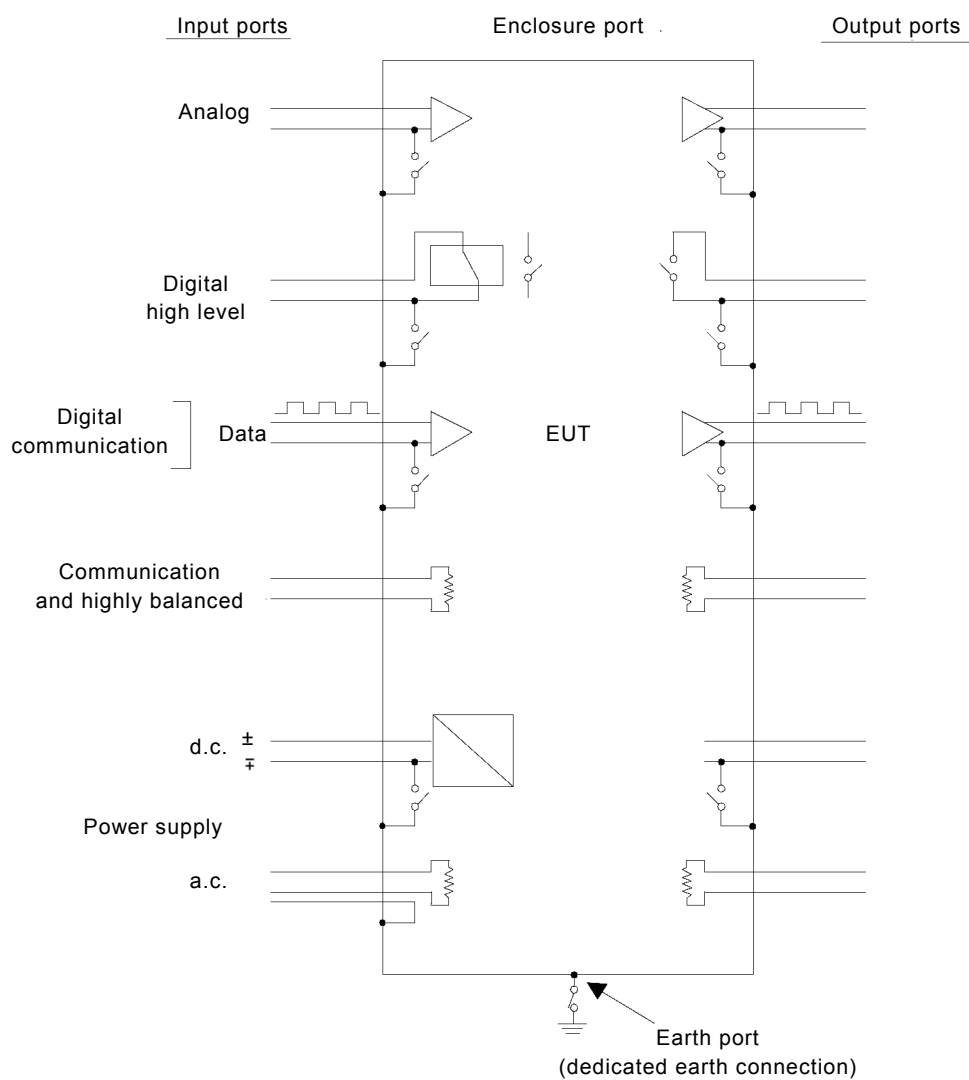 Input ports
Enclosure port
Output ports
Analog
Digital
high level
Digital
communication
Data
EUT
Communication
and highly balanced
d.c. ±
∓
Power supply
a.c.
Earth port
(dedicated earth connection)